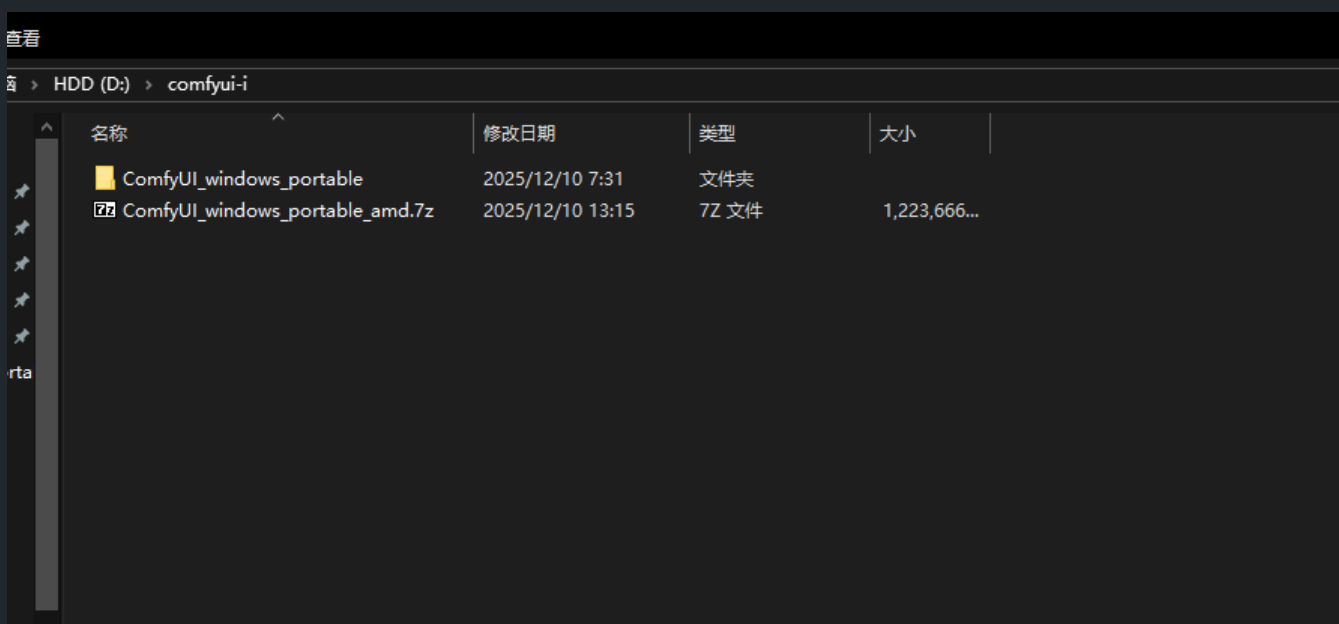 查看
HDD (D:) › comfyui-i
名称 修改日期 类型 大小
ComfyUI_windows_portable 2025/12/10 7:31 文件夹
ComfyUI_windows_portable_amd.7z 2025/12/10 13:15 7Z 文件 1,223,666...